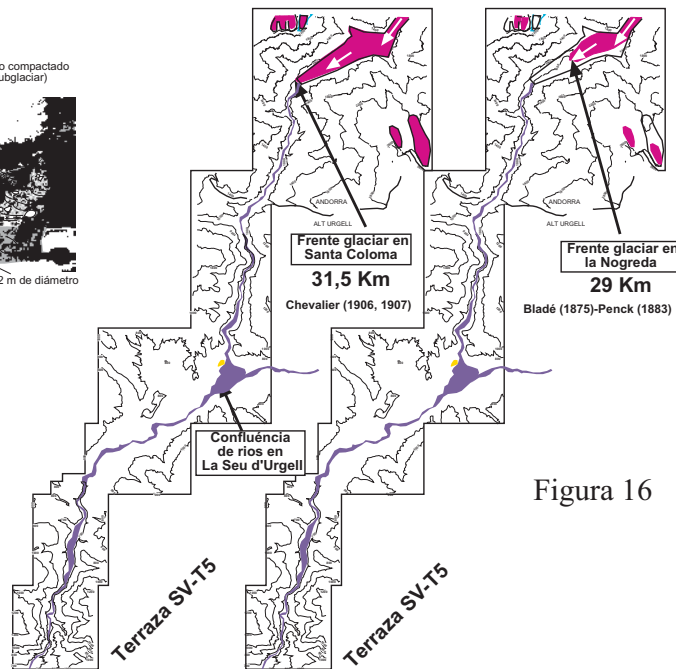 o compactado
ubglaciar)
2 m de diámetro
ANDORRA
ALT URGELL
Frente glaciar en
Santa Coloma
31,5 Km
Chevalier (1906, 1907)
Confluéncia
de rios en
La Seu d'Urgell
Terraza SV-T5
ANDORRA
ALT URGELL
Frente glaciar en
la Nogreda
29 Km
Bladé (1875)-Penck (1883)
Terraza SV-T5
Figura 16